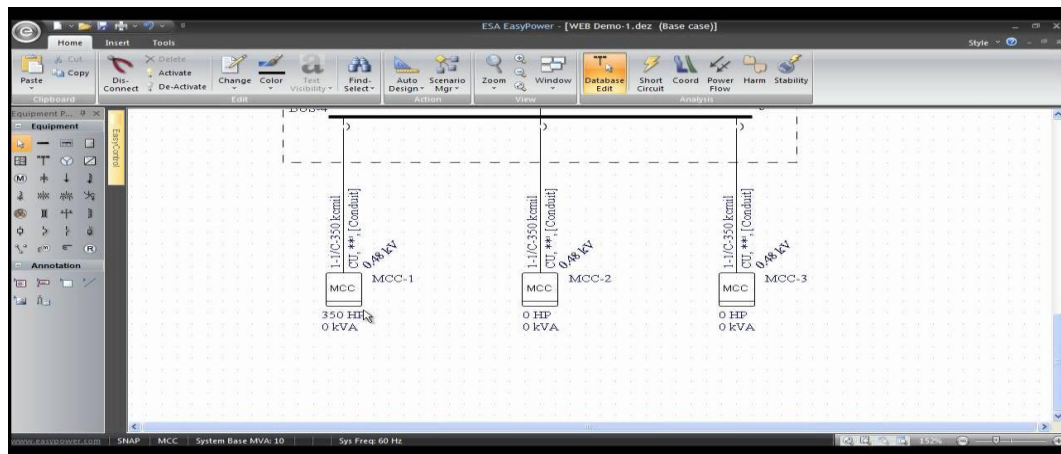 ESA EasyPower - [WEB Demo-1.dez (Base case)]
Home Insert Tools Style
Paste
Cut
Copy
Clipboard
Dis-
Connect
Delete
Activate
De-Activate
Change
Color
Text
Visibility
Find-
Select
Edit
Auto
Design
Scenario
Mgr
Action
Zoom
Window
View
Database
Edit
Short
Circuit
Coord
Power
Flow
Harm
Stability
Analysis
Equipment P...
Equipment
Annotation
EasyControl
BUS-4
1-1/C-350 kcmil
CU, **, [Conduit]
0.48 kV
MCC-1
MCC
350 HP
0 kVA
1-1/C-350 kcmil
CU, **, [Conduit]
0.48 kV
MCC-2
MCC
0 HP
0 kVA
1-1/C-350 kcmil
CU, **, [Conduit]
0.48 kV
MCC-3
MCC
0 HP
0 kVA
www.easypower.com SNAP MCC System Base MVA: 10 Sys Freq: 60 Hz 152%